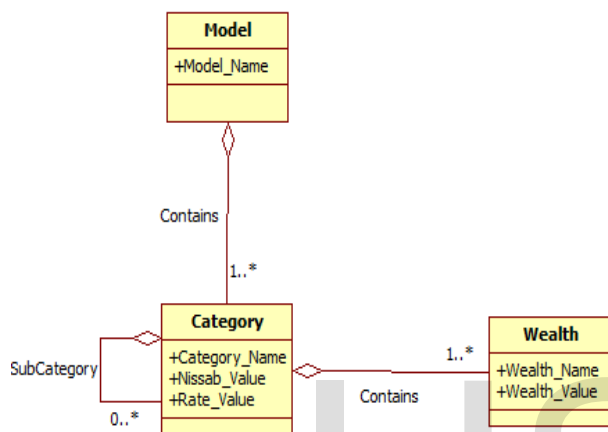 Model
+Model_Name
Contains
1..*
Category
+Category_Name
+Nissab_Value
+Rate_Value
SubCategory
0..*
1..*
Contains
Wealth
+Wealth_Name
+Wealth_Value